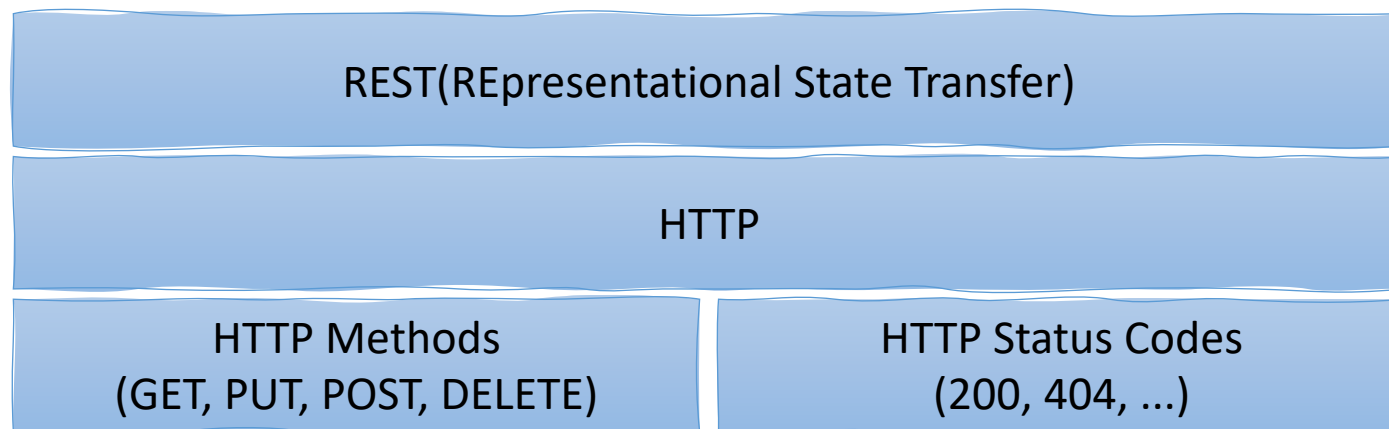 REST(REpresentational State Transfer)
HTTP
HTTP Methods
(GET, PUT, POST, DELETE)
HTTP Status Codes
(200, 404, ...)